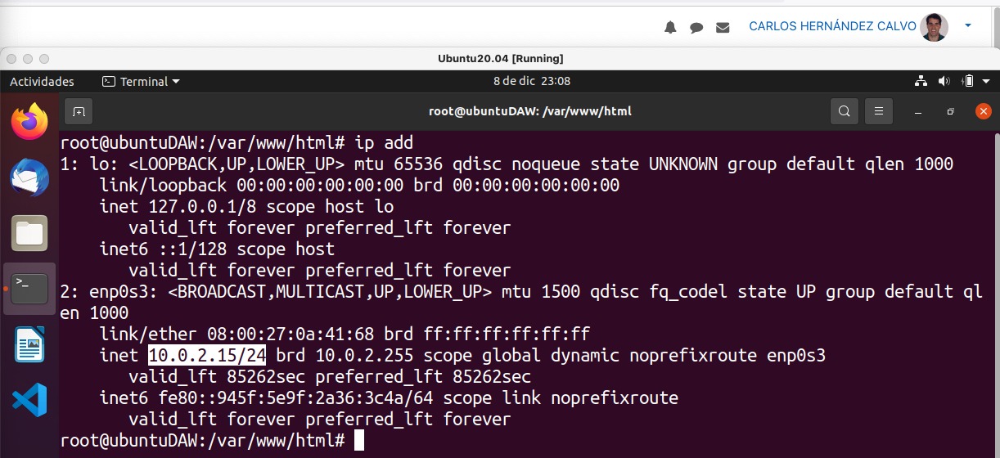 CARLOS HERNÁNDEZ CALVO
Ubuntu20.04 [Running]
Actividades Terminal 8 de dic 23:08
root@ubuntuDAW: /var/www/html
root@ubuntuDAW:/var/www/html# ip add
1: lo: <LOOPBACK,UP,LOWER_UP> mtu 65536 qdisc noqueue state UNKNOWN group default qlen 1000
link/loopback 00:00:00:00:00:00 brd 00:00:00:00:00:00
inet 127.0.0.1/8 scope host lo
valid_lft forever preferred_lft forever
inet6 ::1/128 scope host
valid_lft forever preferred_lft forever
2: enp0s3: <BROADCAST,MULTICAST,UP,LOWER_UP> mtu 1500 qdisc fq_codel state UP group default ql
en 1000
link/ether 08:00:27:0a:41:68 brd ff:ff:ff:ff:ff:ff
inet 10.0.2.15/24 brd 10.0.2.255 scope global dynamic noprefixroute enp0s3
valid_lft 85262sec preferred_lft 85262sec
inet6 fe80::945f:5e9f:2a36:3c4a/64 scope link noprefixroute
valid_lft forever preferred_lft forever
root@ubuntuDAW:/var/www/html#